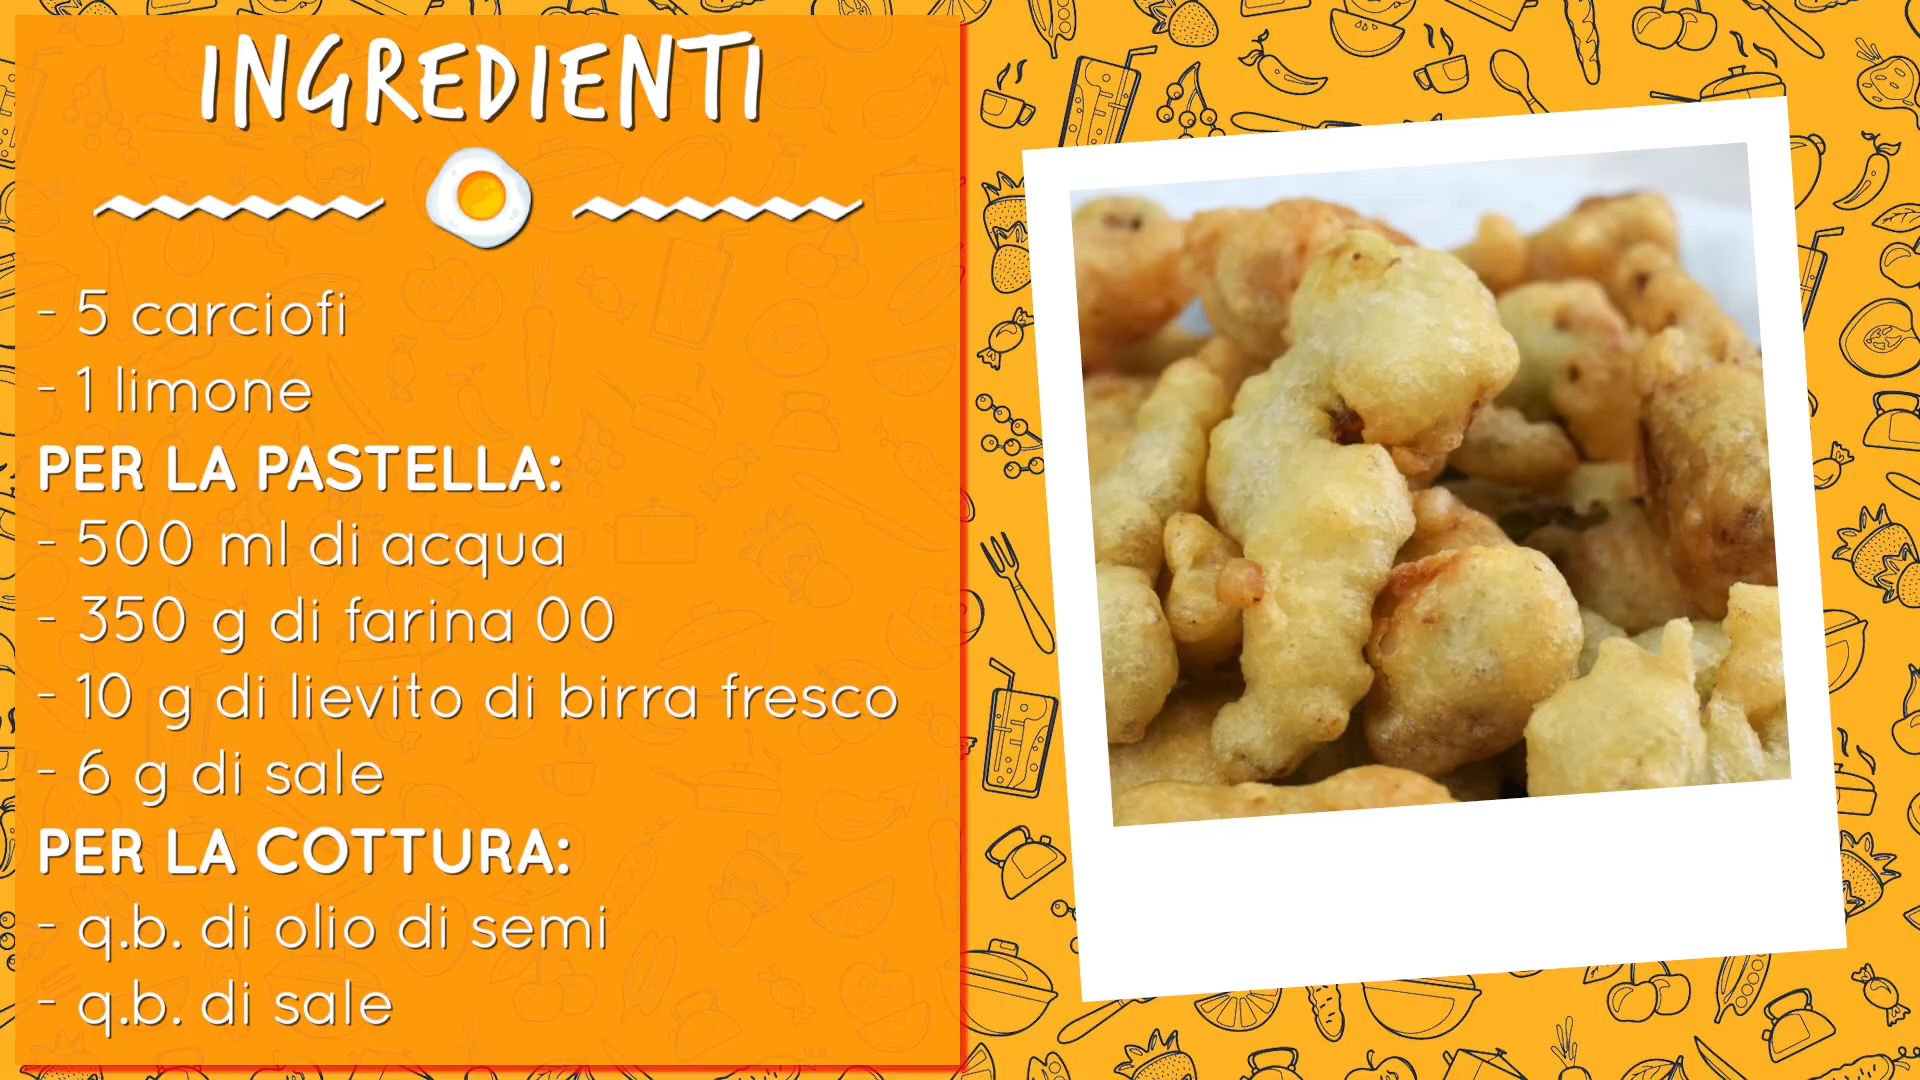 INGREDIENTI
- 5 carciofi
- 1 limone
PER LA PASTELLA:
- 500 ml di acqua
- 350 g di farina 00
- 10 g di lievito di birra fresco
- 6 g di sale
PER LA COTTURA:
- q.b. di olio di semi
- q.b. di sale